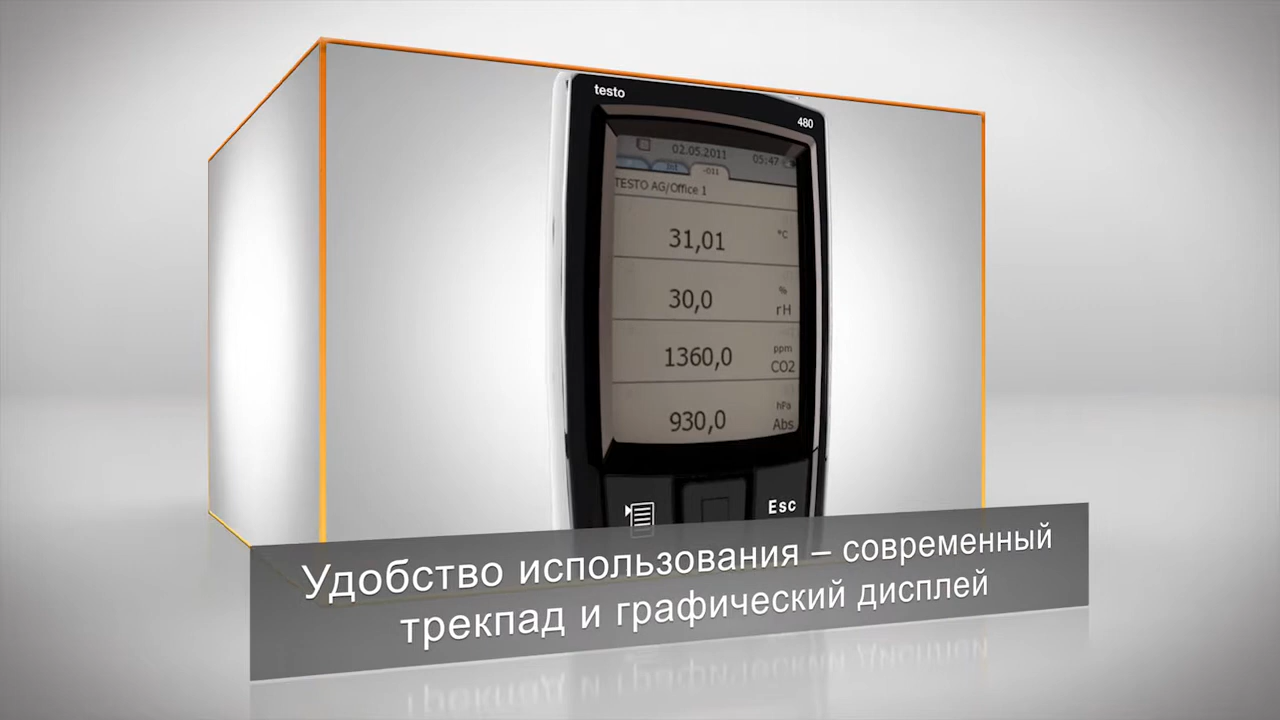 testo
480
02.05.2011 05:47
-011
TESTO AG/Office 1
31,01 °C
30,0 % rH
1360,0 ppm CO2
930,0 hPa Abs
Esc
Удобство использования – современный
трекпад и графический дисплей